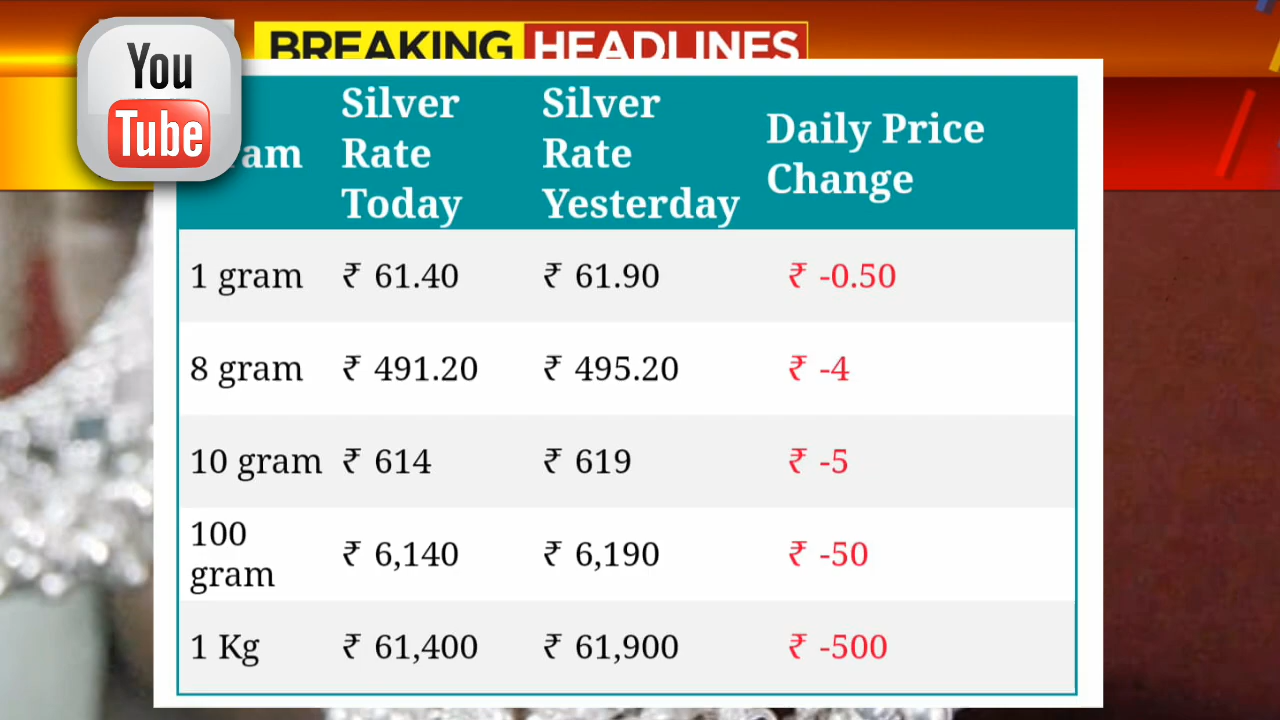 You
Tube
BREAKING HEADLINES
Silver Rate Today
Silver Rate Yesterday
Daily Price Change
1 gram ₹ 61.40 ₹ 61.90 ₹ -0.50
8 gram ₹ 491.20 ₹ 495.20 ₹ -4
10 gram ₹ 614 ₹ 619 ₹ -5
100 gram ₹ 6,140 ₹ 6,190 ₹ -50
1 Kg ₹ 61,400 ₹ 61,900 ₹ -500